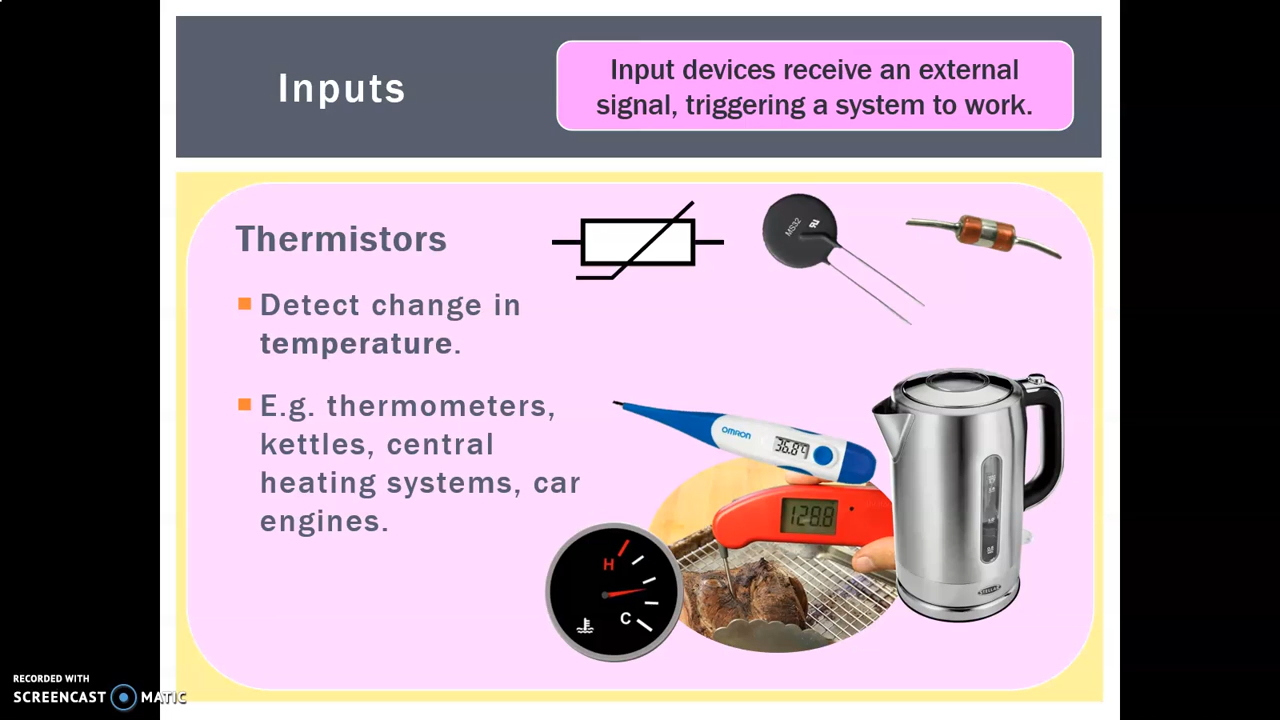 Inputs
Input devices receive an external
signal, triggering a system to work.
Thermistors
Detect change in
temperature.
E.g. thermometers,
kettles, central
heating systems, car
engines.
MS32
OMRON
36.8°
128.8
H
C
RECORDED WITH
SCREENCAST MATIC